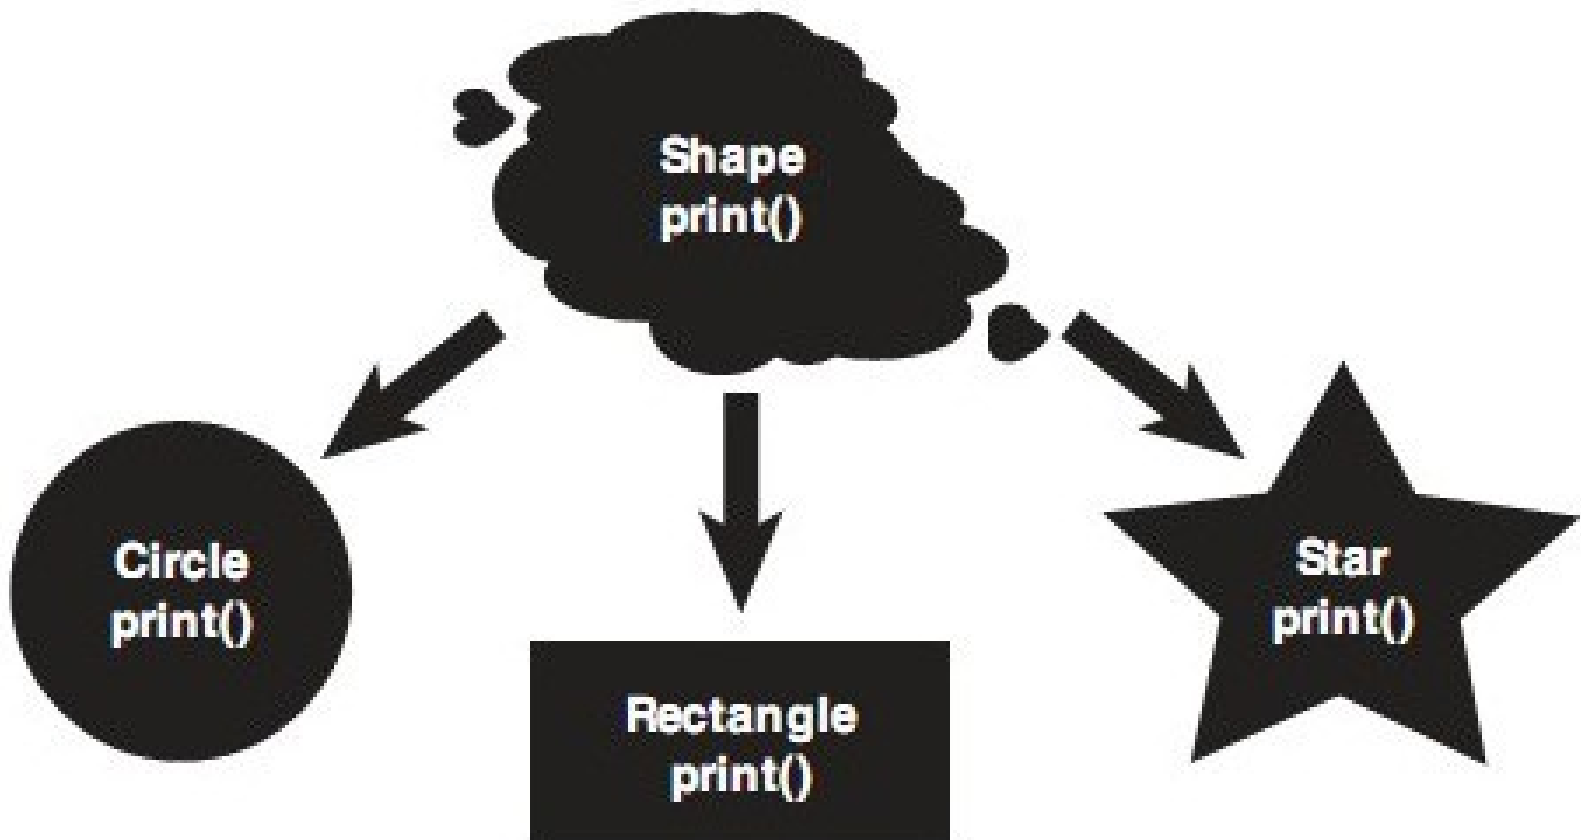 Shape
print()
Circle
print()
Rectangle
print()
Star
print()